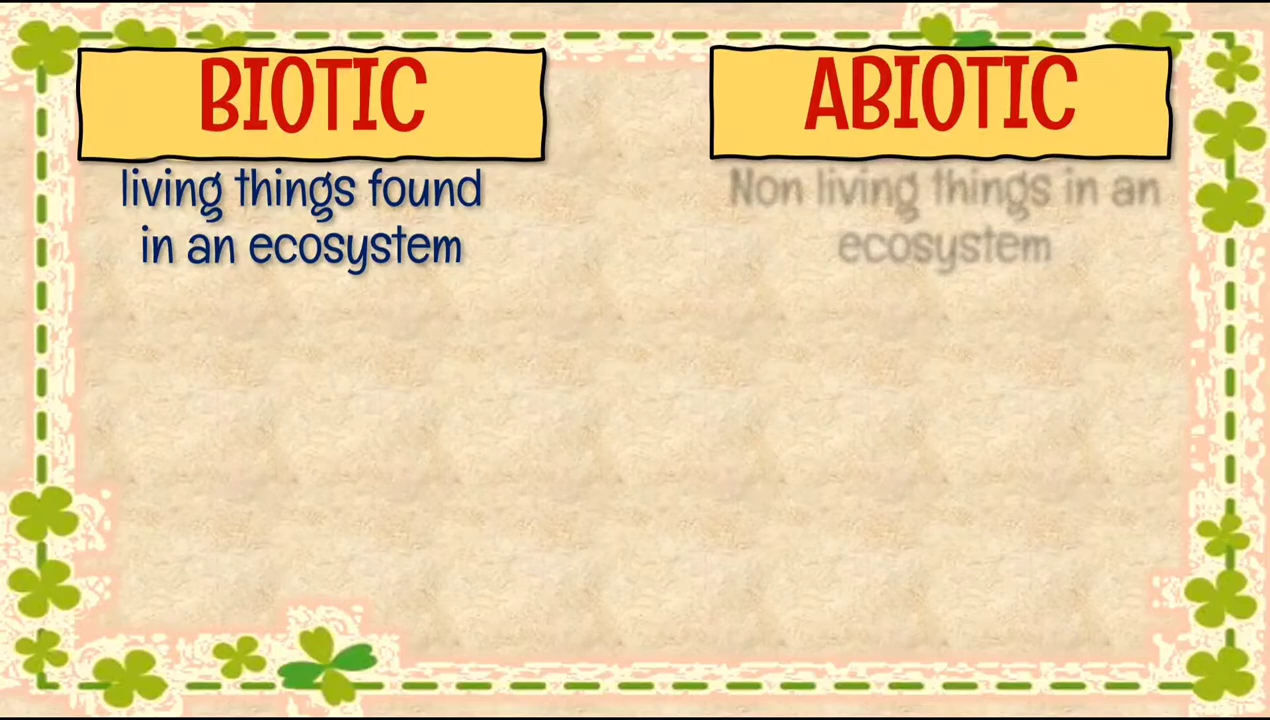 BIOTIC
living things found
in an ecosystem
ABIOTIC
Non living things in an
ecosystem